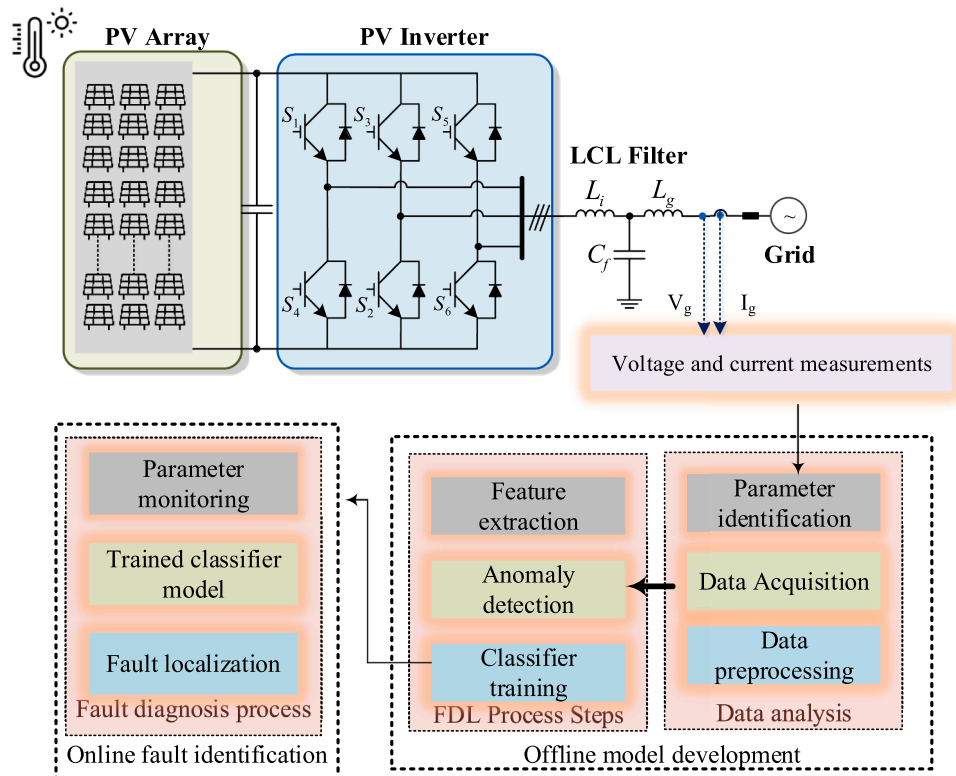 PV Array
PV Inverter
S1
S3
S5
S4
S2
S6
LCL Filter
Li
Lg
Cf
~
Grid
Vg
Ig
Voltage and current measurements
Parameter
monitoring
Trained classifier
model
Fault localization
Fault diagnosis process
Online fault identification
Feature
extraction
Anomaly
detection
Classifier
training
FDL Process Steps
Parameter
identification
Data Acquisition
Data
preprocessing
Data analysis
Offline model development